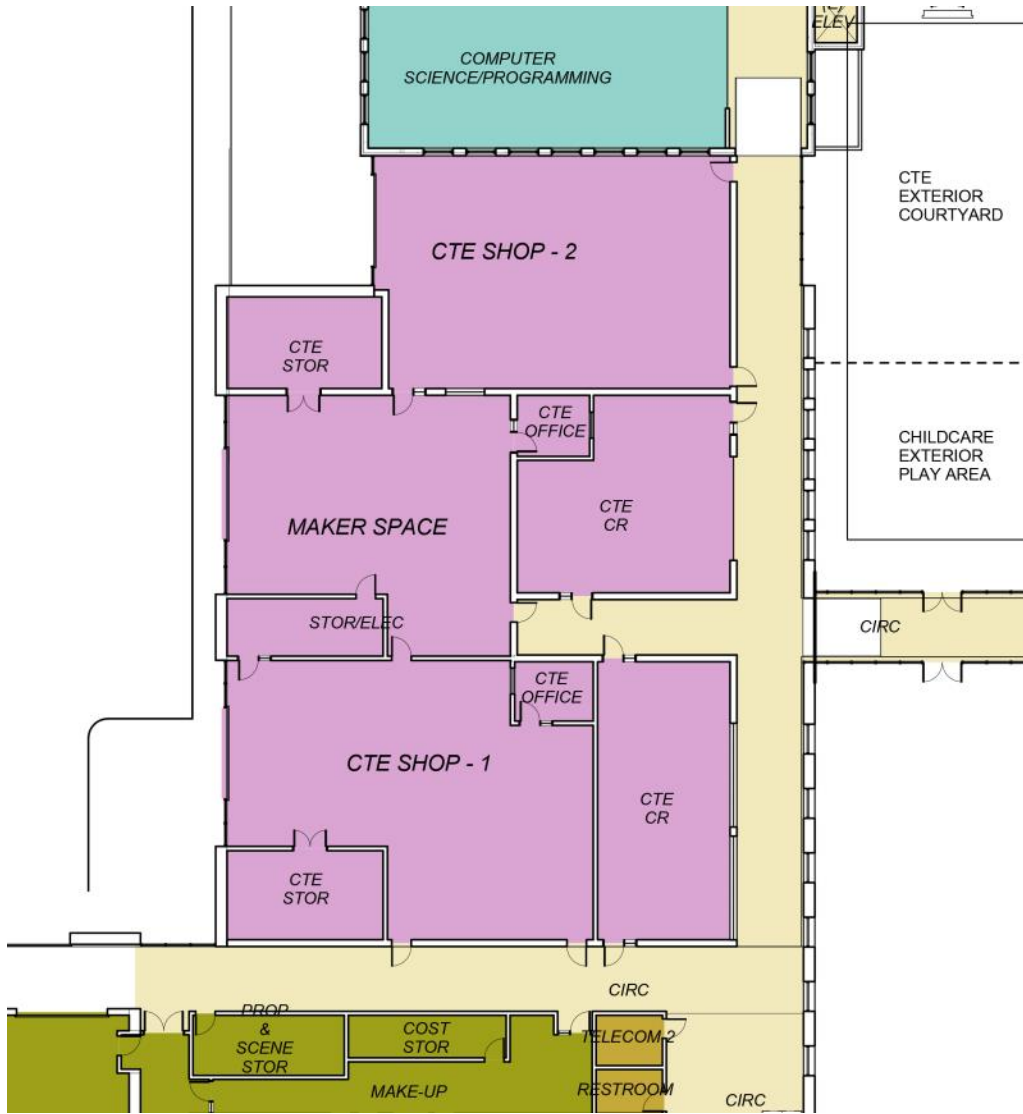 ELEV
COMPUTER
SCIENCE/PROGRAMMING
CTE
EXTERIOR
COURTYARD
CTE SHOP - 2
CTE
STOR
CTE
OFFICE
CHILDCARE
EXTERIOR
PLAY AREA
CTE
CR
MAKER SPACE
STOR/ELEC
CIRC
CTE
OFFICE
CTE SHOP - 1
CTE
CR
CTE
STOR
CIRC
PROP
&
SCENE
STOR
COST
STOR
TELECOM 2
MAKE-UP
RESTROOM
CIRC